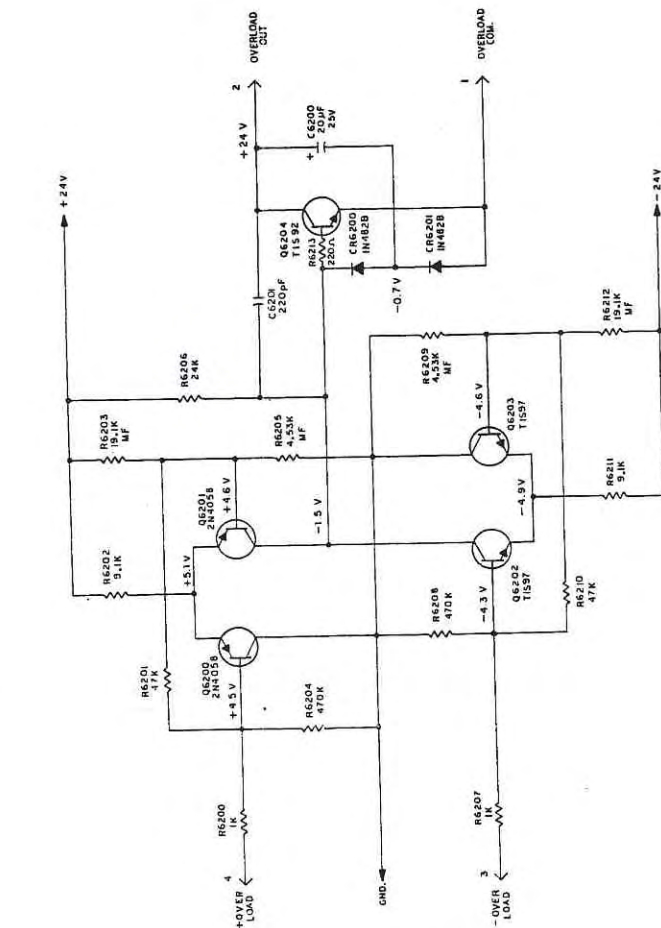 OVERLOAD
OUT
2
OVERLOAD
COM.
1
+24V
+24V
C6200
20µF
25V
+
Q6204
TIS92
R6213
220Ω
CR6200
IN482B
CR6201
IN482B
-0.7V
C6201
220pF
R6206
24K
R6203
19.1K
MF
R6205
4.53K
MF
R6209
4.53K
MF
R6212
19.1K
MF
-24V
Q6201
2N4058
+4.6V
-1.5V
-4.6V
Q6203
TIS97
R6202
9.1K
+5.1V
-4.9V
R6211
9.1K
Q6200
2N4058
+4.5V
R6201
47K
R6204
470K
R6208
470K
-4.3V
Q6202
TIS97
R6210
47K
R6200
1K
R6207
1K
4
+OVER
LOAD
GND.
3
-OVER
LOAD